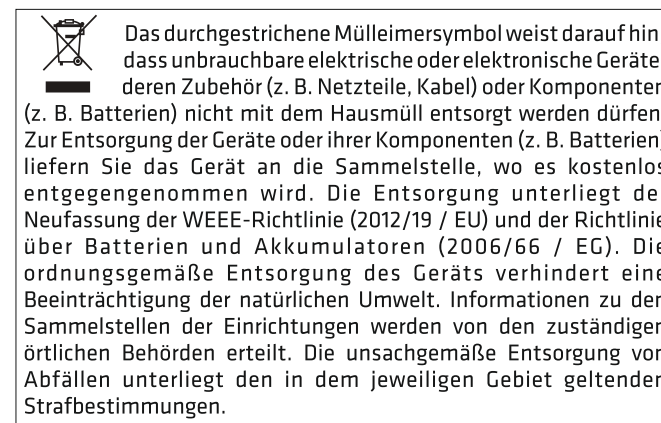 Das durchgestrichene Mülleimersymbol weist darauf hin
dass unbrauchbare elektrische oder elektronische Geräte
deren Zubehör (z. B. Netzteile, Kabel) oder Komponenten
(z. B. Batterien) nicht mit dem Hausmüll entsorgt werden dürfen
Zur Entsorgung der Geräte oder ihrer Komponenten (z. B. Batterien)
liefern Sie das Gerät an die Sammelstelle, wo es kostenlos
entgegengenommen wird. Die Entsorgung unterliegt der
Neufassung der WEEE-Richtlinie (2012/19 / EU) und der Richtlinie
über Batterien und Akkumulatoren (2006/66 / EG). Die
ordnungsgemäße Entsorgung des Geräts verhindert eine
Beeinträchtigung der natürlichen Umwelt. Informationen zu den
Sammelstellen der Einrichtungen werden von den zuständigen
örtlichen Behörden erteilt. Die unsachgemäße Entsorgung von
Abfällen unterliegt den in dem jeweiligen Gebiet geltenden
Strafbestimmungen.